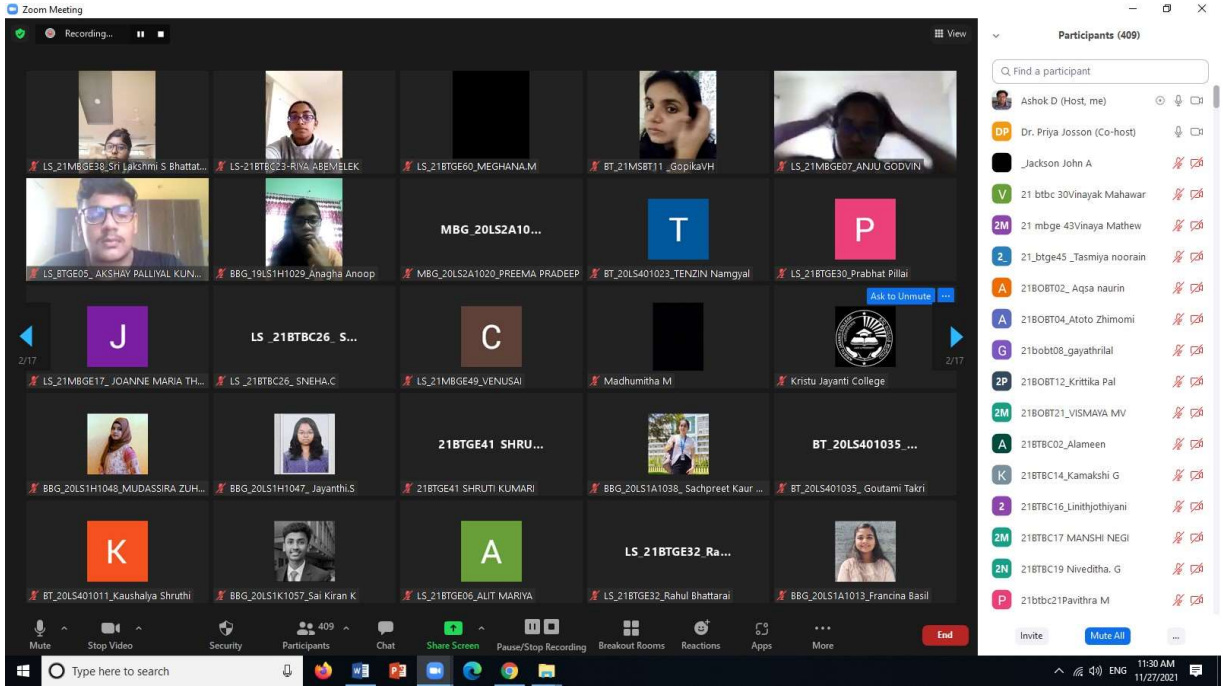 Zoom Meeting
Recording...
View
LS_21MBGE38_Sri Lakshmi S Bhattat...
LS-21BTBC23-RIYA ABEMELEK
LS_21BTGE60_MEGHANA.M
BT_21MSBT11 _GopikaVH
LS_21MBGE07_ANJU GODVIN
LS_BTGE05_ AKSHAY PALLIYAL KUN...
BBG_19LS1H1029_Anagha Anoop
MBG_20LS2A10...
MBG_20LS2A1020_PREEMA PRADEEP
T
BT_20LS401023_TENZIN Namgyal
P
LS_21BTGE30_Prabhat Pillai
2/17
J
LS_21MBGE17_ JOANNE MARIA TH...
LS _21BTBC26_ S...
LS _21BTBC26_ SNEHA.C
C
LS_21MBGE49_VENUSAI
Madhumitha M
Ask to Unmute
...
Kristu Jayanti College
2/17
BBG_20LS1H1048_MUDASSIRA ZUH...
BBG_20LS1H1047_ Jayanthi.S
21BTGE41 SHRU...
21BTGE41 SHRUTI KUMARI
BBG_20LS1A1038_ Sachpreet Kaur ...
BT_20LS401035_...
BT_20LS401035_ Goutami Takri
K
BT_20LS401011_Kaushalya Shruthi
BBG_20LS1K1057_Sai Kiran K
A
LS_21BTGE06_ALIT MARIYA
LS_21BTGE32_Ra...
LS_21BTGE32_Rahul Bhattarai
BBG_20LS1A1013_Francina Basil
Mute
Stop Video
Security
409
Participants
Chat
Share Screen
Pause/Stop Recording
Breakout Rooms
Reactions
Apps
More
End
Participants (409)
Find a participant
Ashok D (Host, me)
DP Dr. Priya Josson (Co-host)
_Jackson John A
V 21 btbc 30Vinayak Mahawar
2M 21 mbge 43Vinaya Mathew
2_ 21_btge45 _Tasmiya noorain
A 21BOBT02_ Aqsa naurin
A 21BOBT04_Atoto Zhimomi
G 21bobt08_gayathrilal
2P 21BOBT12_Krittika Pal
2M 21BOBT21_VISMAYA MV
A 21BTBC02_Alameen
K 21BTBC14_Kamakshi G
2 21BTBC16_Linithjothiyani
2M 21BTBC17 MANSHI NEGI
2N 21BTBC19 Niveditha. G
P 21btbc21Pavithra M
Invite
Mute All
...
Type here to search
ENG
11:30 AM
11/27/2021